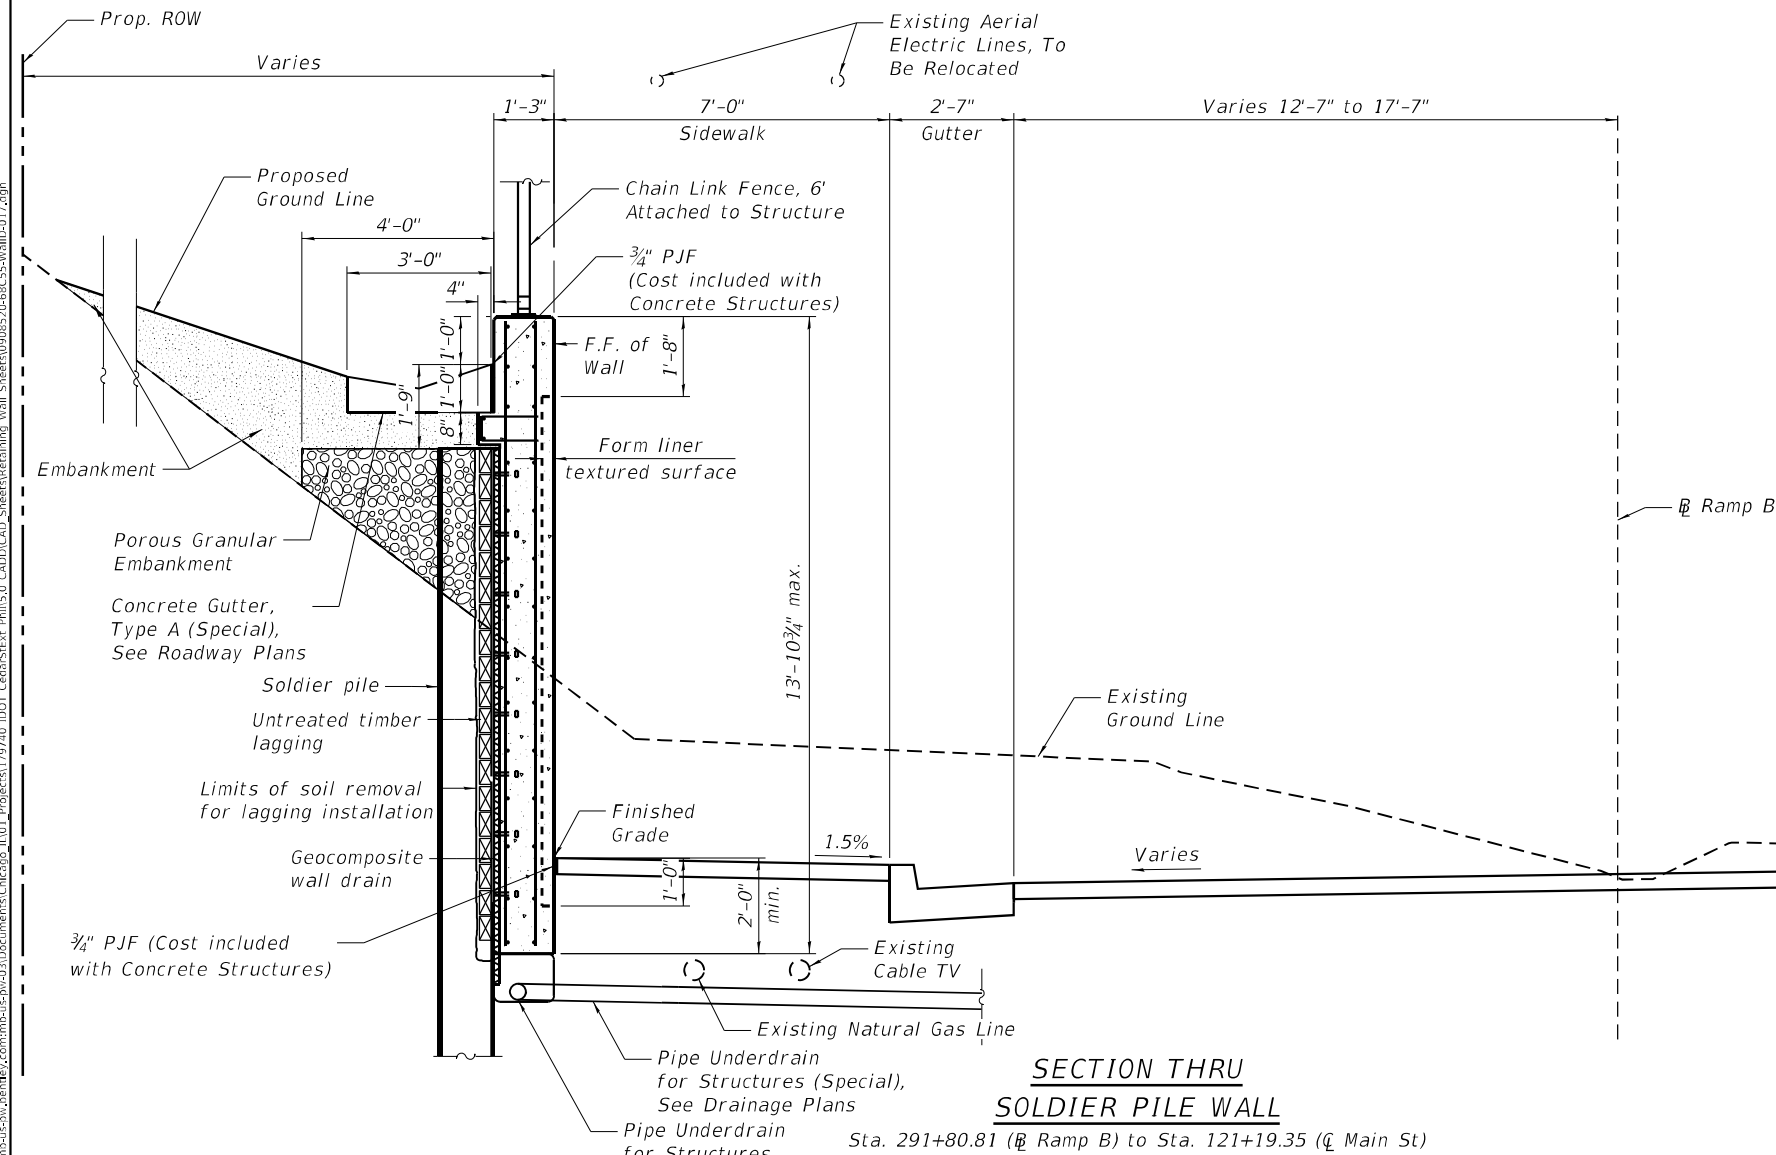 Prop. ROW
Existing Aerial
Electric Lines, To
Be Relocated
Varies
1'-3"
7'-0"
2'-7"
Varies 12'-7" to 17'-7"
Sidewalk
Gutter
Proposed
Ground Line
Chain Link Fence, 6'
Attached to Structure
4'-0"
3'-0"
4"
¾" PJF
(Cost included with
Concrete Structures)
1'-0"
1'-0"
1'-9"
8"
F.F. of
Wall
1'-8"
Form liner
textured surface
Embankment
Porous Granular
Embankment
Concrete Gutter,
Type A (Special),
See Roadway Plans
Soldier pile
Untreated timber
lagging
Limits of soil removal
for lagging installation
Geocomposite
wall drain
¾" PJF (Cost included
with Concrete Structures)
13'-10¾" max.
℄ Ramp B
Existing
Ground Line
Finished
Grade
1.5%
Varies
1'-0"
2'-0"
min.
Existing
Cable TV
Existing Natural Gas Line
Pipe Underdrain
for Structures (Special),
See Drainage Plans
Pipe Underdrain
for Structures
SECTION THRU
SOLDIER PILE WALL
Sta. 291+80.81 (℄ Ramp B) to Sta. 121+19.35 (℄ Main St)